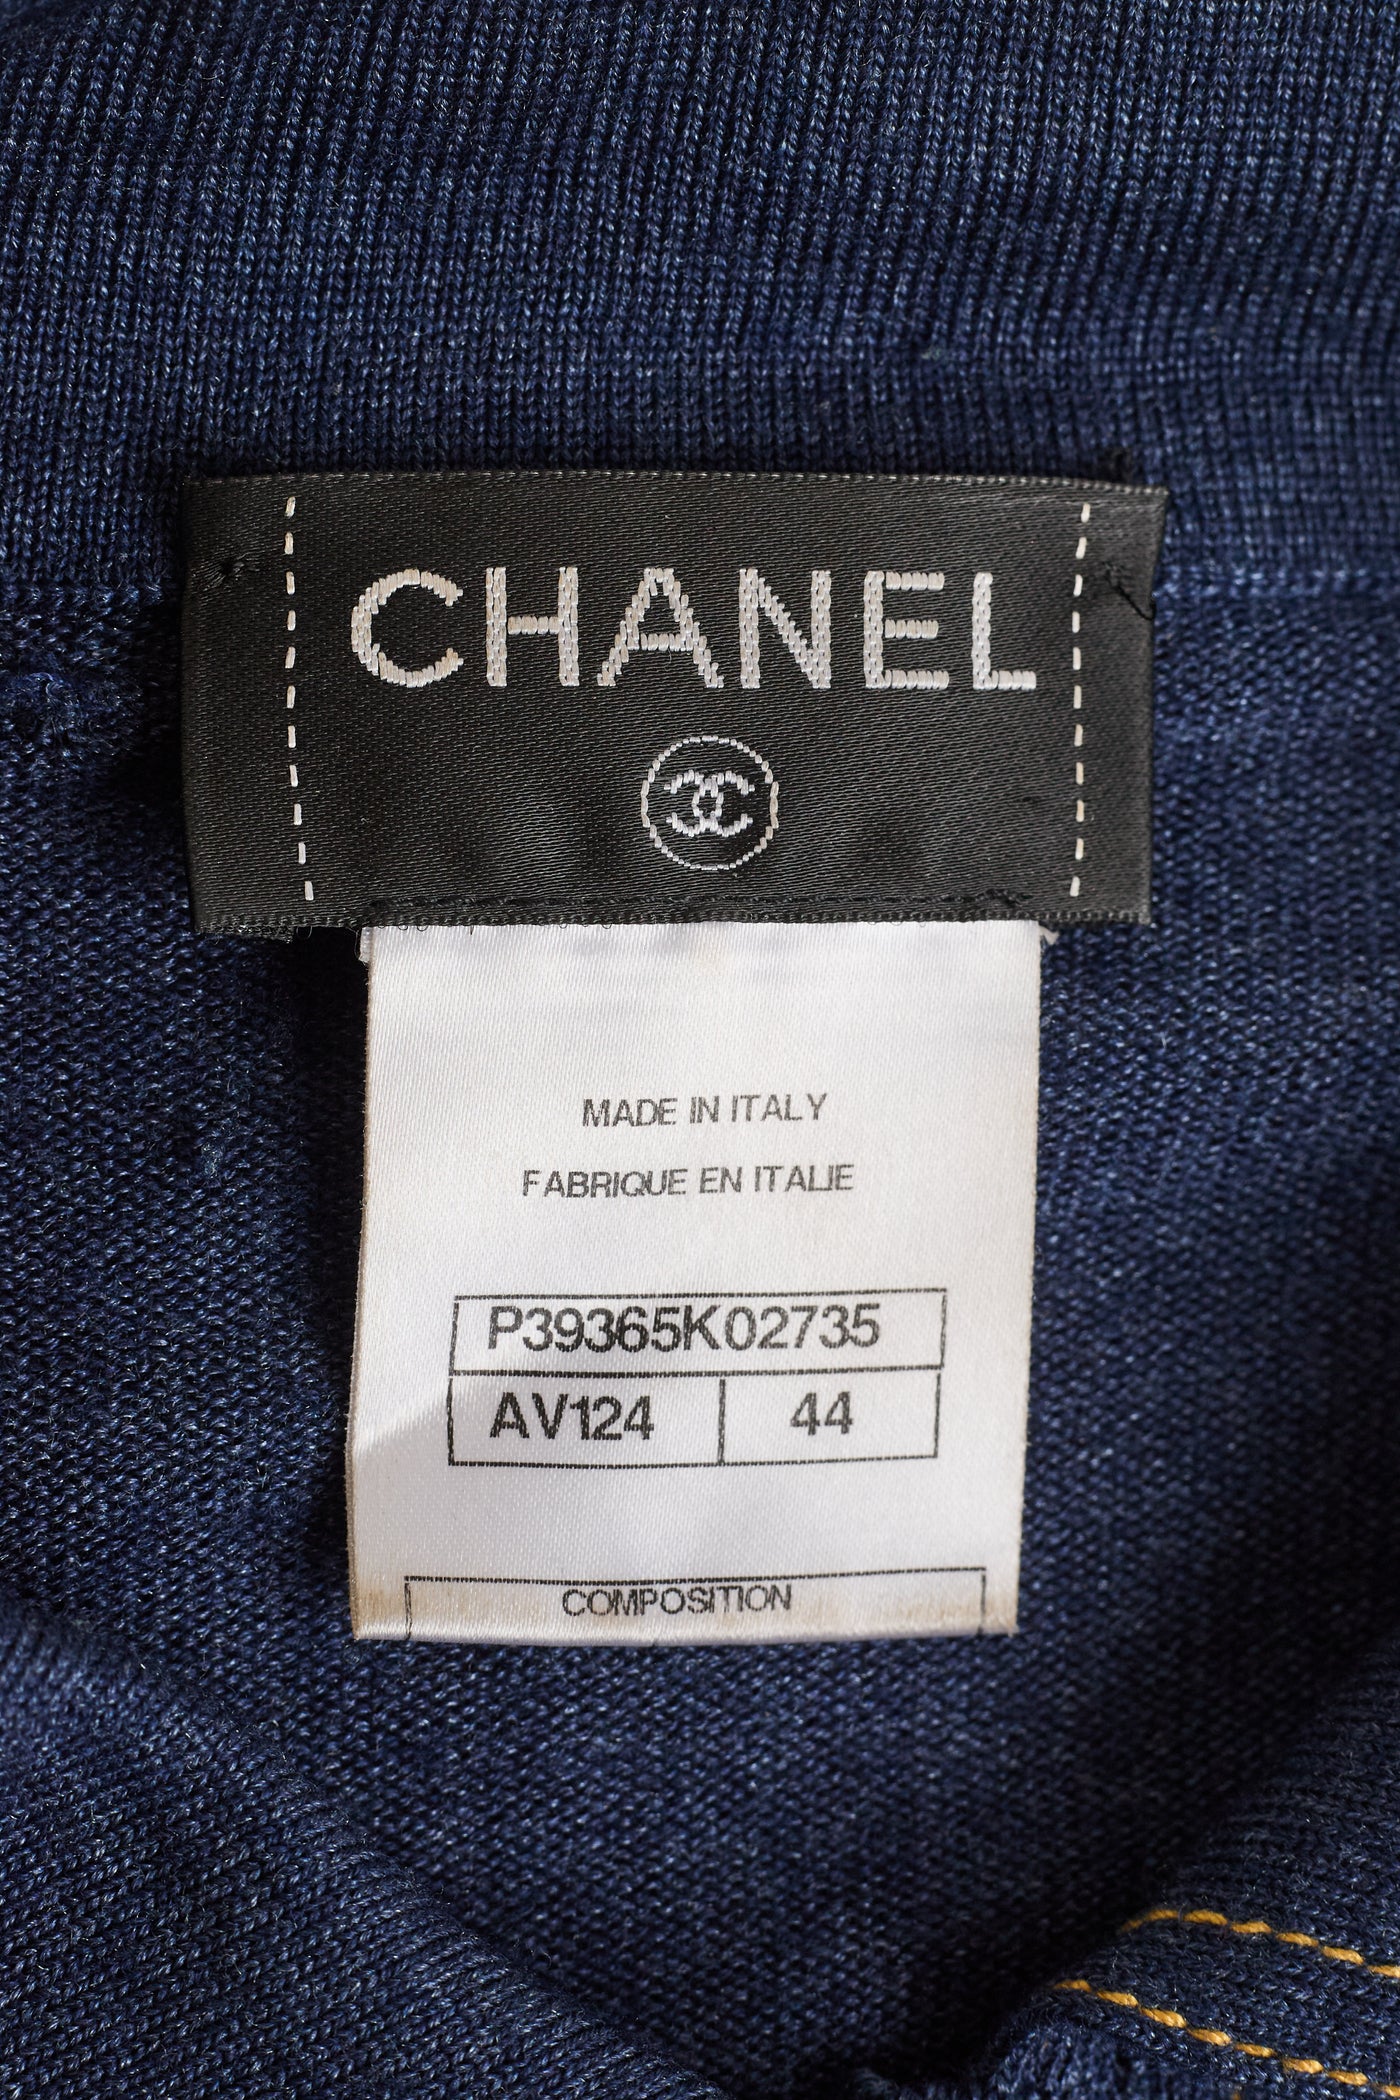 CHANEL
MADE IN ITALY
FABRIQUE EN ITALIE
P39365K02735
AV124 44
COMPOSITION